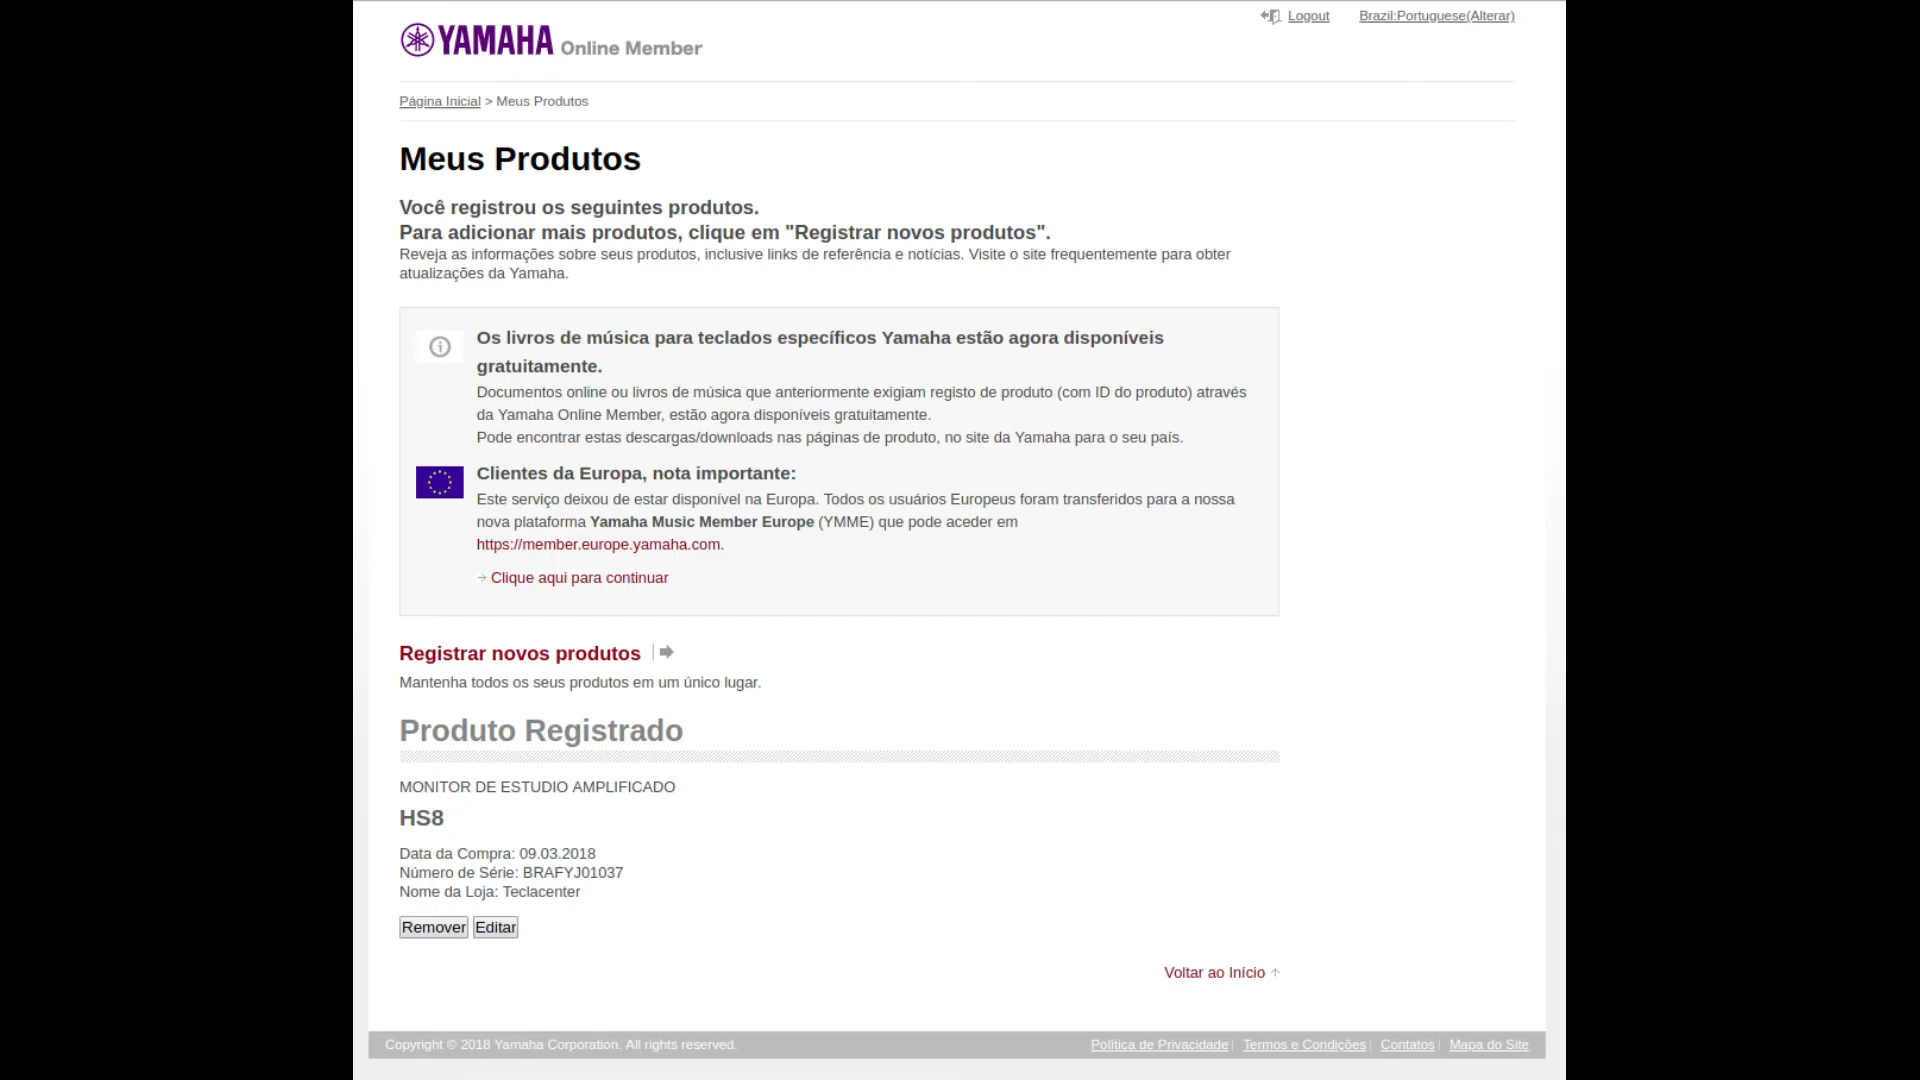 Logout Brazil:Portuguese(Alterar)
YAMAHA Online Member
Página Inicial > Meus Produtos
Meus Produtos
Você registrou os seguintes produtos.
Para adicionar mais produtos, clique em "Registrar novos produtos".
Reveja as informações sobre seus produtos, inclusive links de referência e notícias. Visite o site frequentemente para obter
atualizações da Yamaha.
Os livros de música para teclados específicos Yamaha estão agora disponíveis
gratuitamente.
Documentos online ou livros de música que anteriormente exigiam registo de produto (com ID do produto) através
da Yamaha Online Member, estão agora disponíveis gratuitamente.
Pode encontrar estas descargas/downloads nas páginas de produto, no site da Yamaha para o seu país.
Clientes da Europa, nota importante:
Este serviço deixou de estar disponível na Europa. Todos os usuários Europeus foram transferidos para a nossa
nova plataforma Yamaha Music Member Europe (YMME) que pode aceder em
https://member.europe.yamaha.com.
Clique aqui para continuar
Registrar novos produtos
Mantenha todos os seus produtos em um único lugar.
Produto Registrado
MONITOR DE ESTUDIO AMPLIFICADO
HS8
Data da Compra: 09.03.2018
Número de Série: BRAFYJ01037
Nome da Loja: Teclacenter
Remover Editar
Voltar ao Início
Copyright © 2018 Yamaha Corporation. All rights reserved. Política de Privacidade | Termos e Condições | Contatos | Mapa do Site